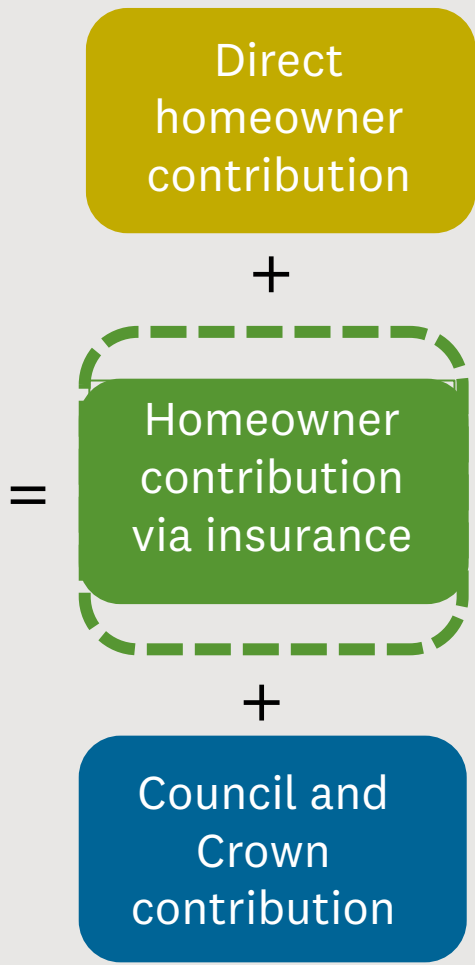 Direct
homeowner
contribution
+
Homeowner
contribution
via insurance
=
+
Council and
Crown
contribution